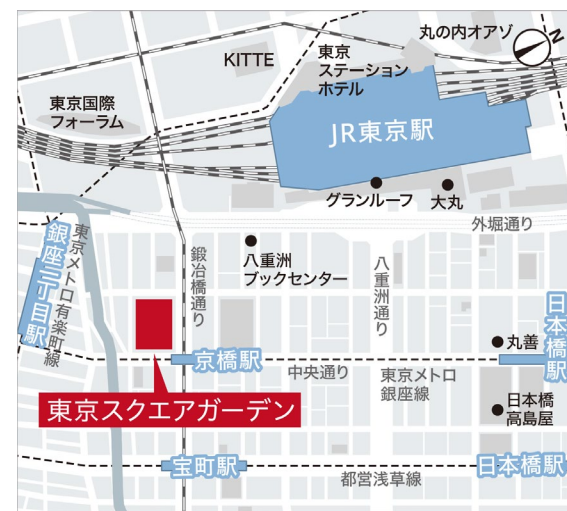 丸の内オアゾ
N
KITTE
東京
ステーション
ホテル
東京国際
フォーラム
JR東京駅
グランルーフ
大丸
外堀通り
八重洲
ブックセンター
鍛冶橋通り
八重洲通り
東京メトロ有楽町線
銀座一丁目駅
日本橋駅
丸善
京橋駅
中央通り
東京メトロ
銀座線
東京スクエアガーデン
日本橋
高島屋
宝町駅
都営浅草線
日本橋駅